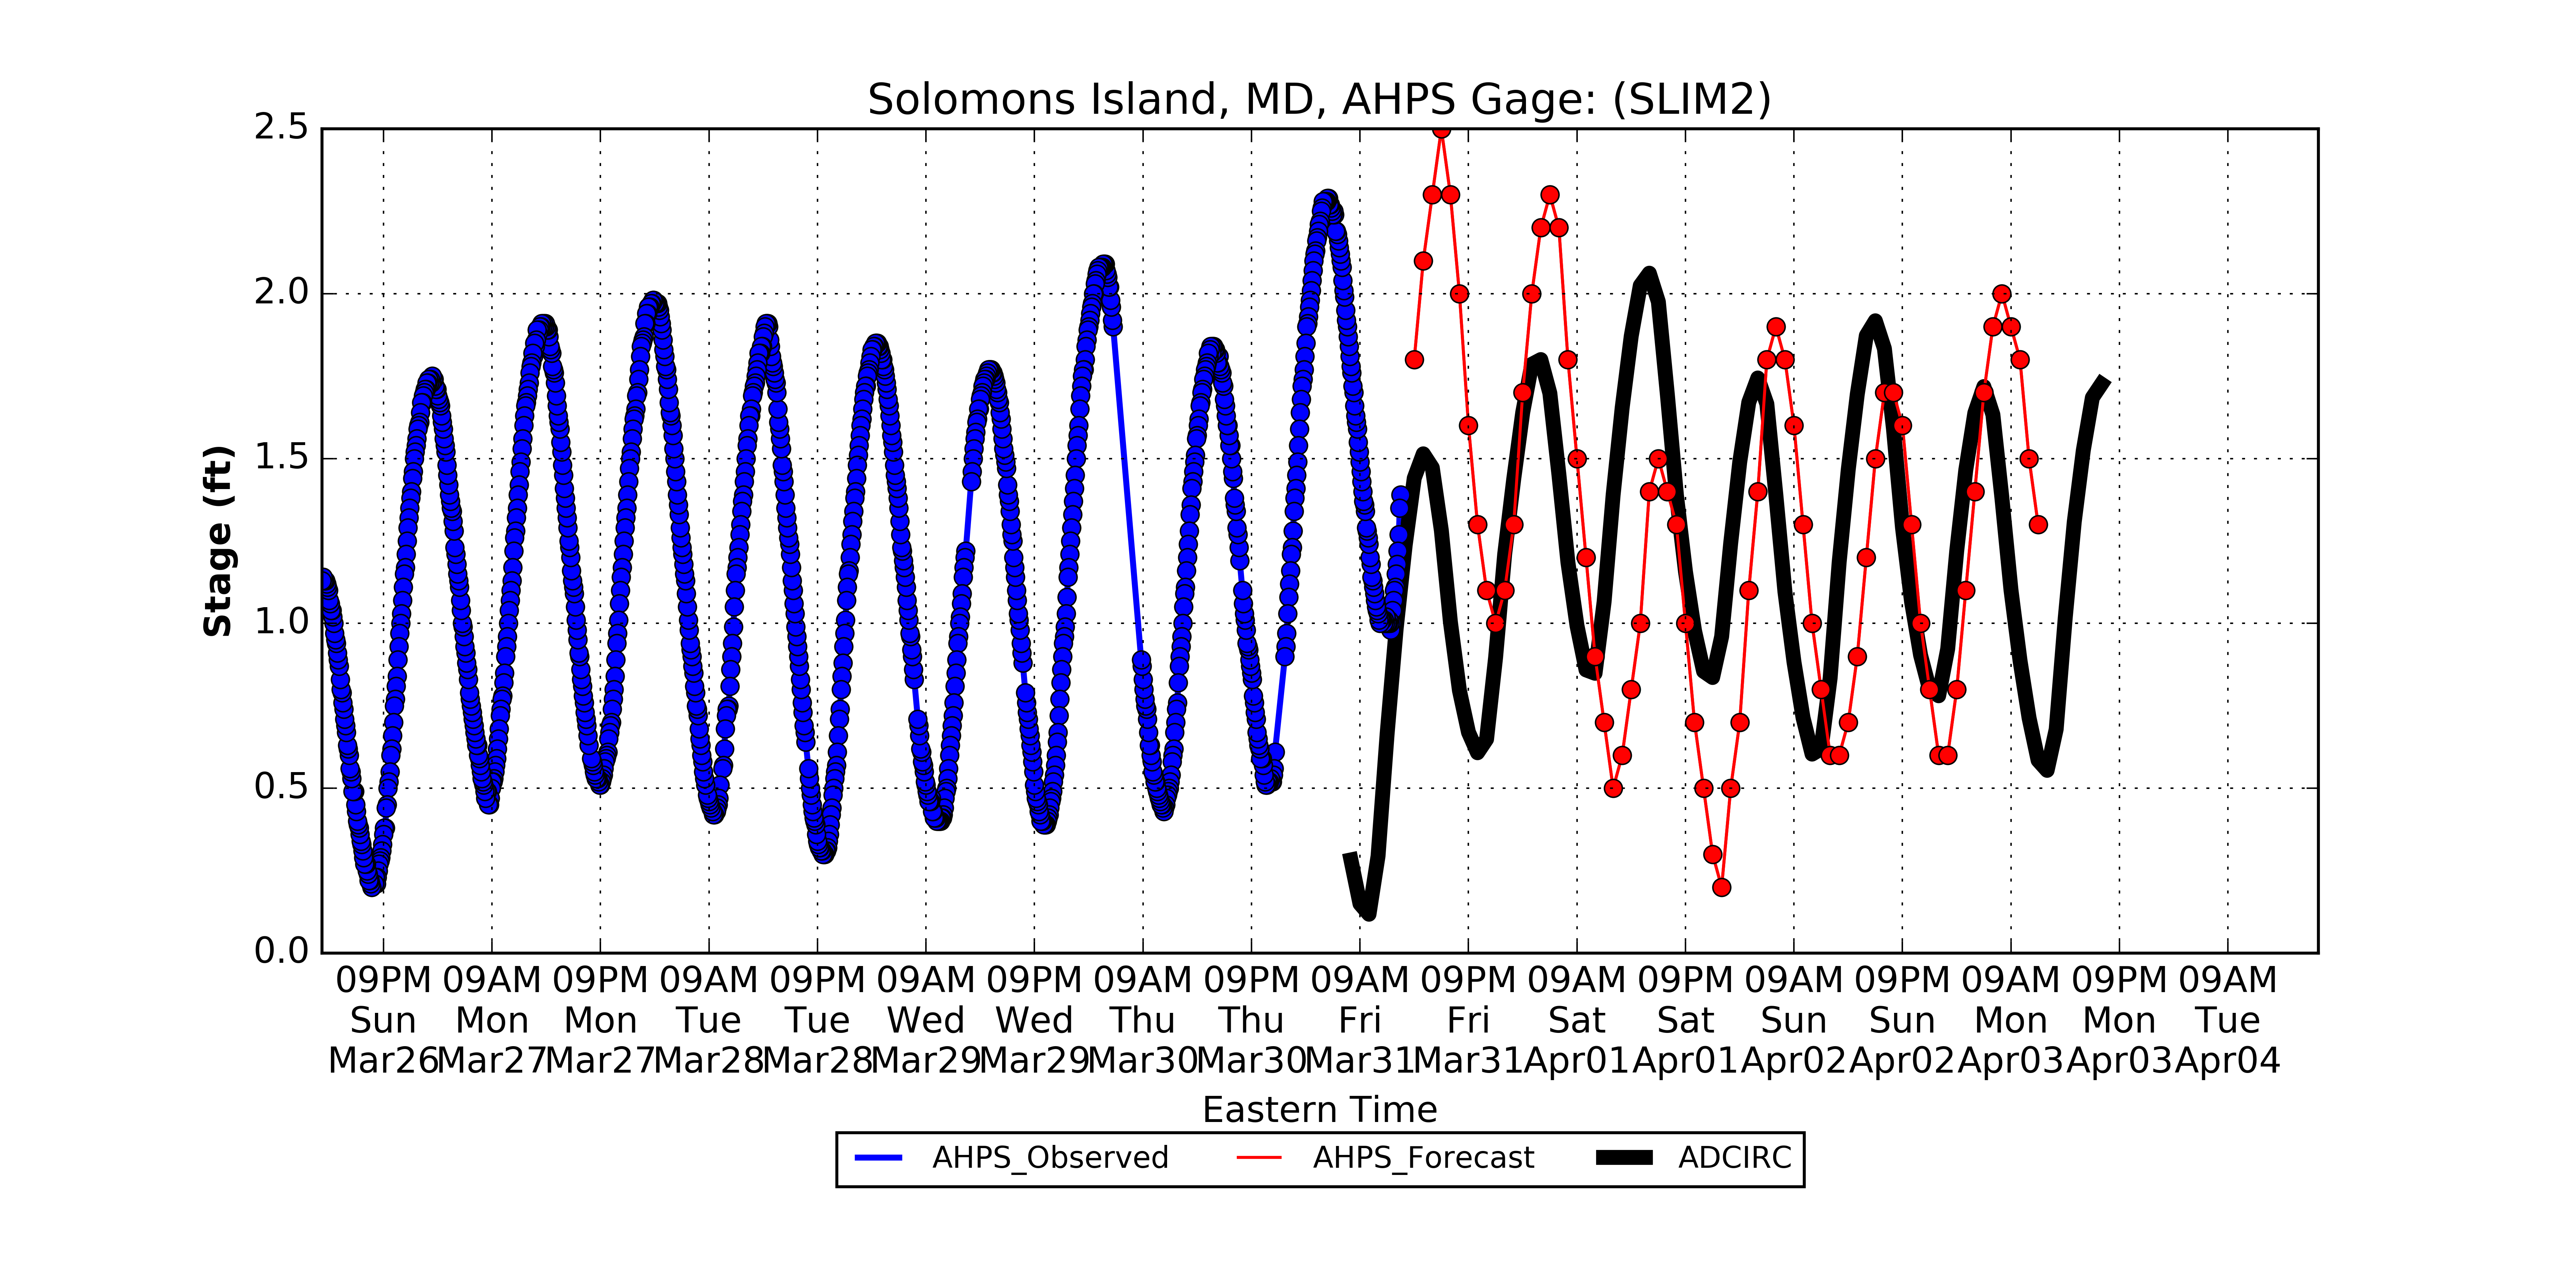 Solomons Island, MD, AHPS Gage: (SLIM2)
2.5
2.0
1.5
1.0
0.5
0.0
Stage (ft)
09PM 09AM 09PM 09AM 09PM 09AM 09PM 09AM 09PM 09AM 09PM 09AM 09PM 09AM 09PM 09AM 09PM 09AM
Sun Mon Mon Tue Tue Wed Wed Thu Thu Fri Fri Sat Sat Sun Sun Mon Mon Tue
Mar26 Mar27 Mar27 Mar28 Mar28 Mar29 Mar29 Mar30 Mar30 Mar31 Mar31 Apr01 Apr01 Apr02 Apr02 Apr03 Apr03 Apr04
Eastern Time
AHPS_Observed AHPS_Forecast ADCIRC